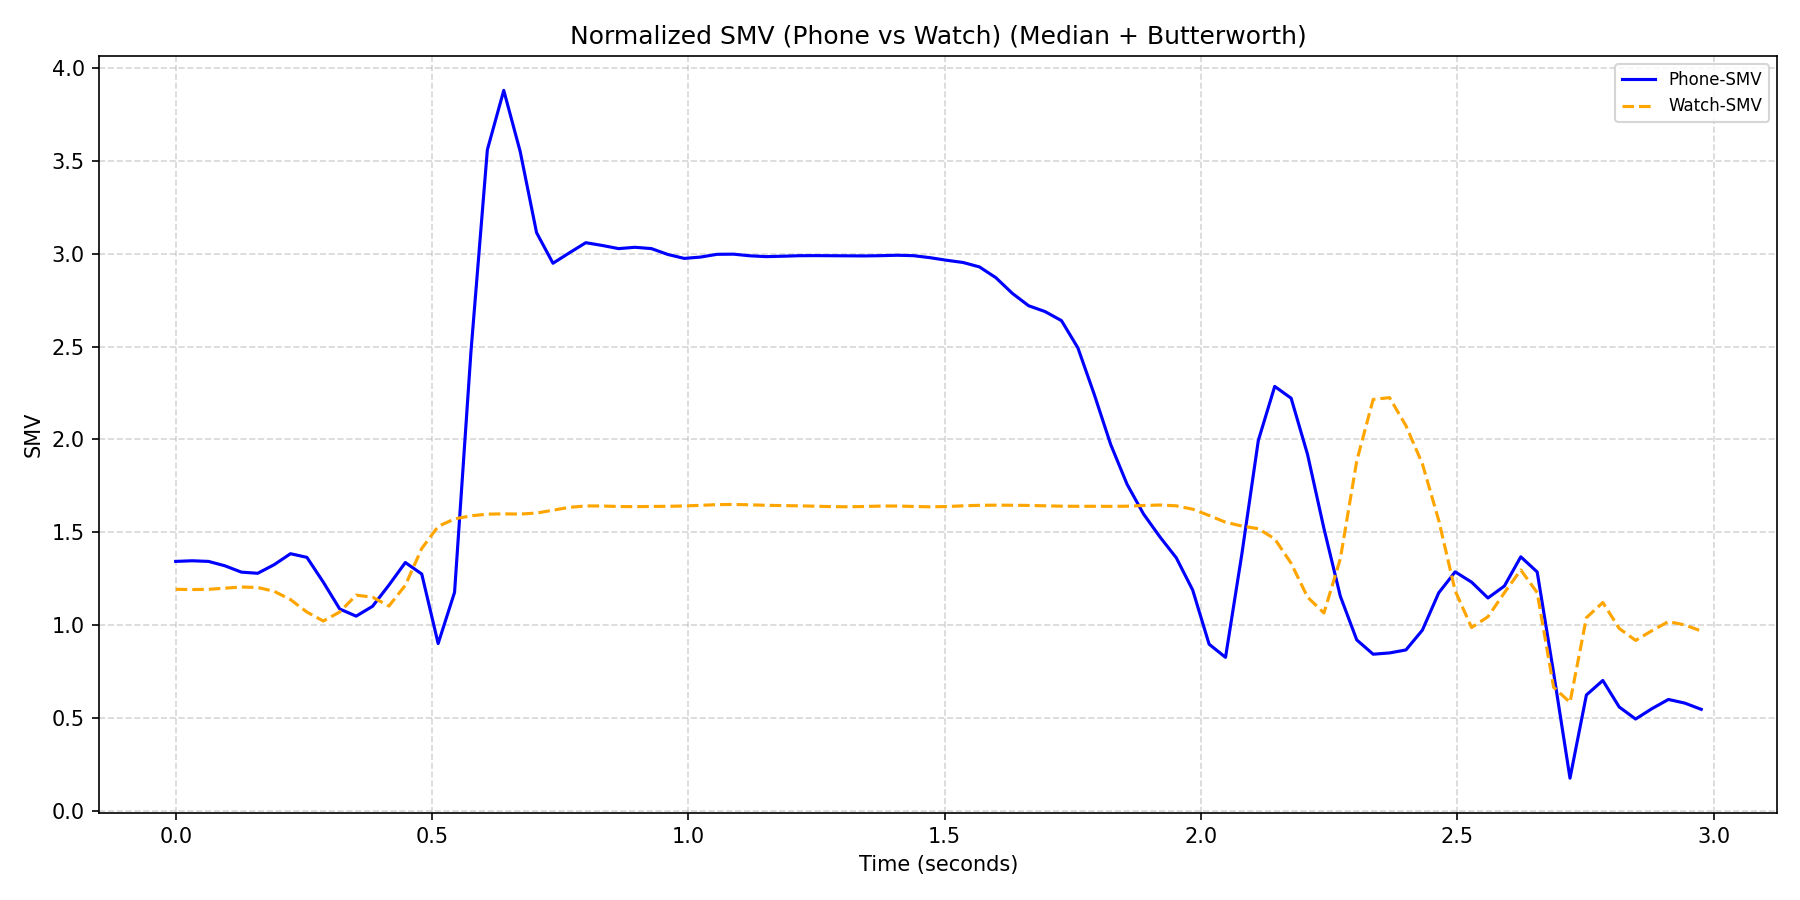 Normalized SMV (Phone vs Watch) (Median + Butterworth)
Phone-SMV
Watch-SMV
SMV
4.0
3.5
3.0
2.5
2.0
1.5
1.0
0.5
0.0
0.0 0.5 1.0 1.5 2.0 2.5 3.0
Time (seconds)